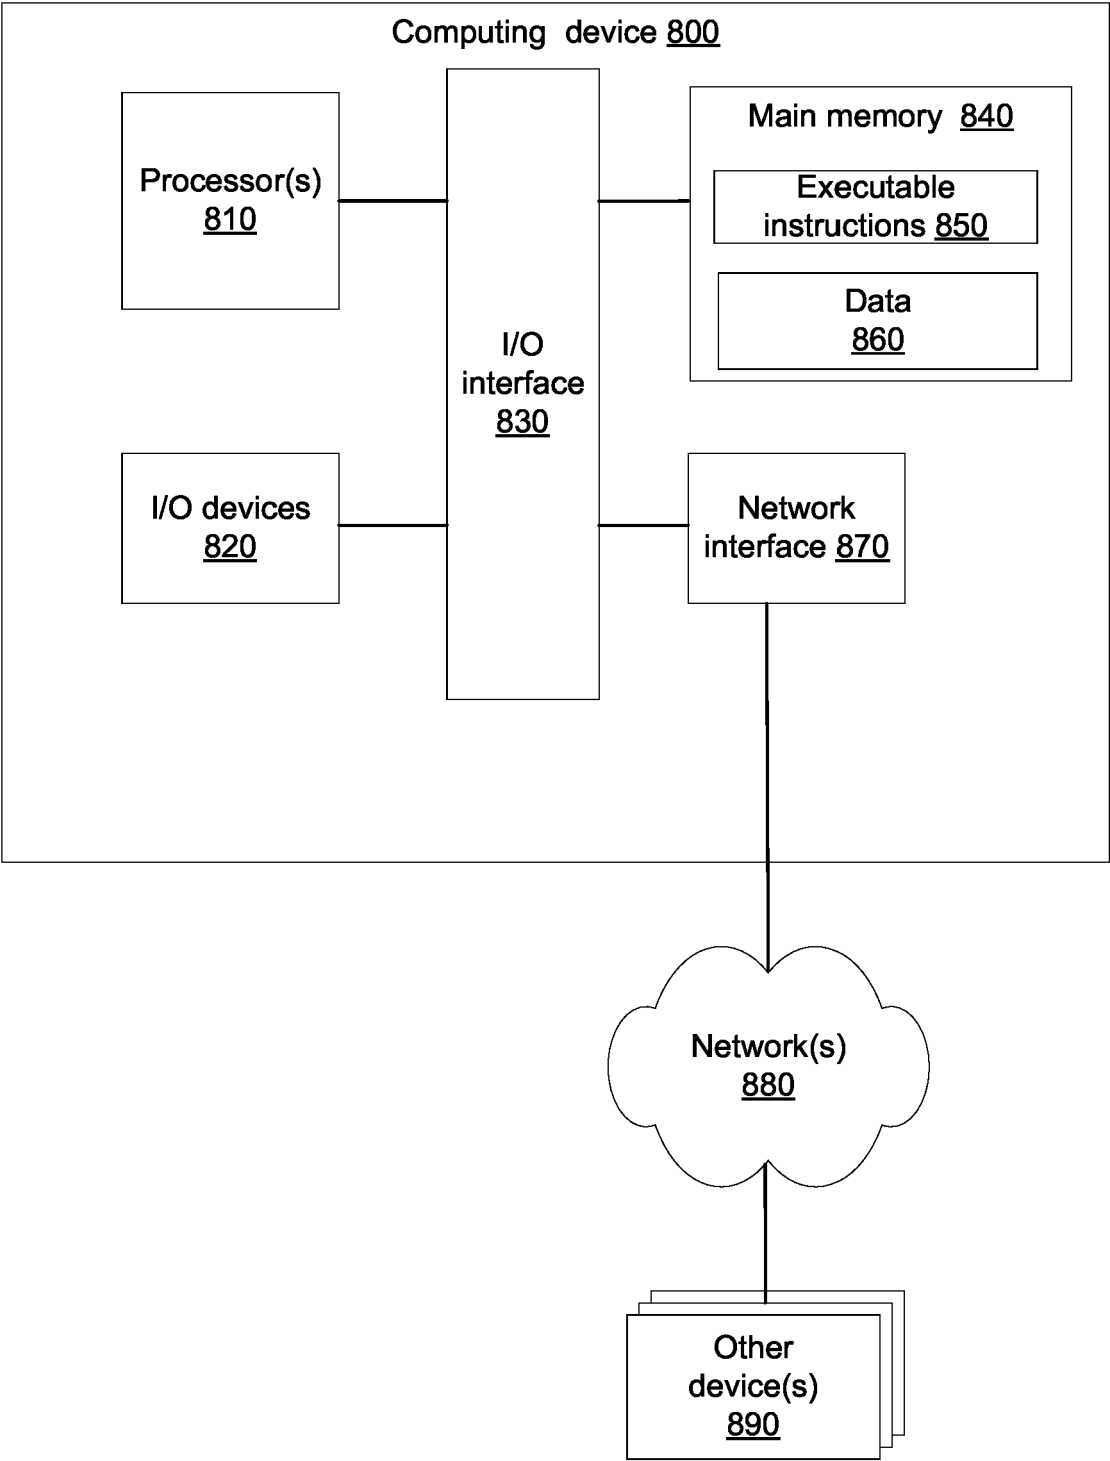 Computing device 800
Processor(s)
810
I/O
interface
830
Main memory 840
Executable
instructions 850
Data
860
I/O devices
820
Network
interface 870
Network(s)
880
Other
device(s)
890